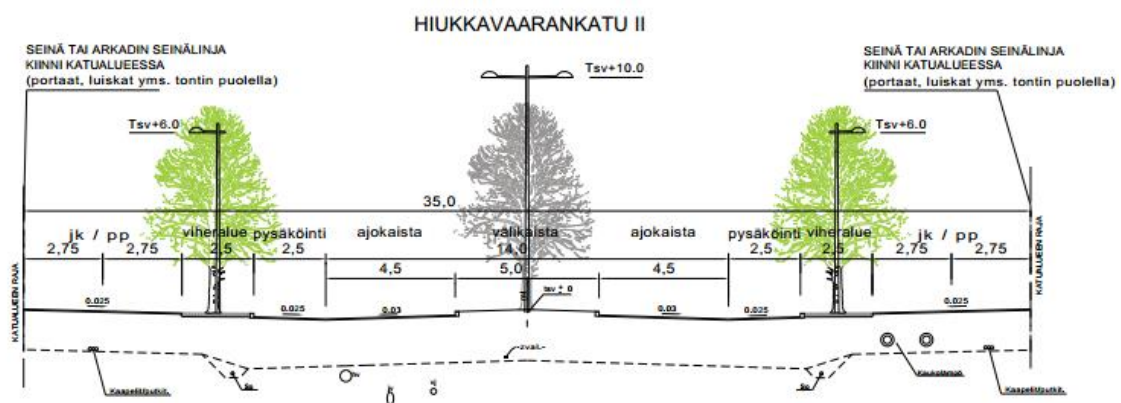 HIUKKAVAARANKATU II
SEINÄ TAI ARKADIN SEINÄLINJA
KIINNI KATUALUEESSA
(portaat, luiskat yms. tontin puolella)
SEINÄ TAI ARKADIN SEINÄLINJA
KIINNI KATUALUEESSA
(portaat, luiskat yms. tontin puolella)
Tsv+10.0
Tsv+6.0
Tsv+6.0
35,0
jk / pp viheralue pysäköinti ajokaista välikaista ajokaista pysäköinti viheralue jk / pp
2,75 2,75 2,5 2,5 14,0 2,5 2,5 2,75 2,75
4,5 5,0 4,5
tsv ± 0
0.025 0.025 0.03 0.03 0.025 0.025
KATUALUEEN RAJA
KATUALUEEN RAJA
-zvall.-
Kaapelit/putkit.
So
So
Kaukolämpö
Kaapelit/putkit.